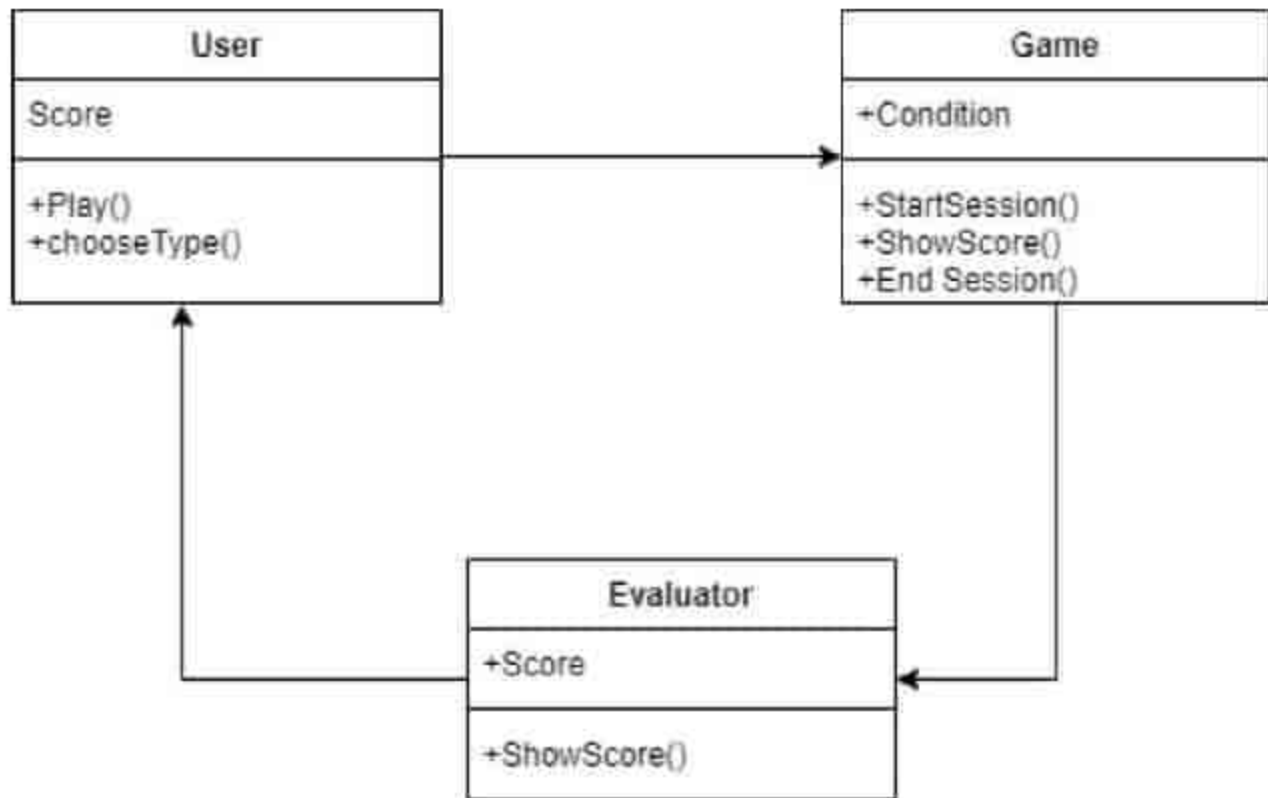 User
Score
+Play()
+chooseType()
Game
+Condition
+StartSession()
+ShowScore()
+End Session()
Evaluator
+Score
+ShowScore()